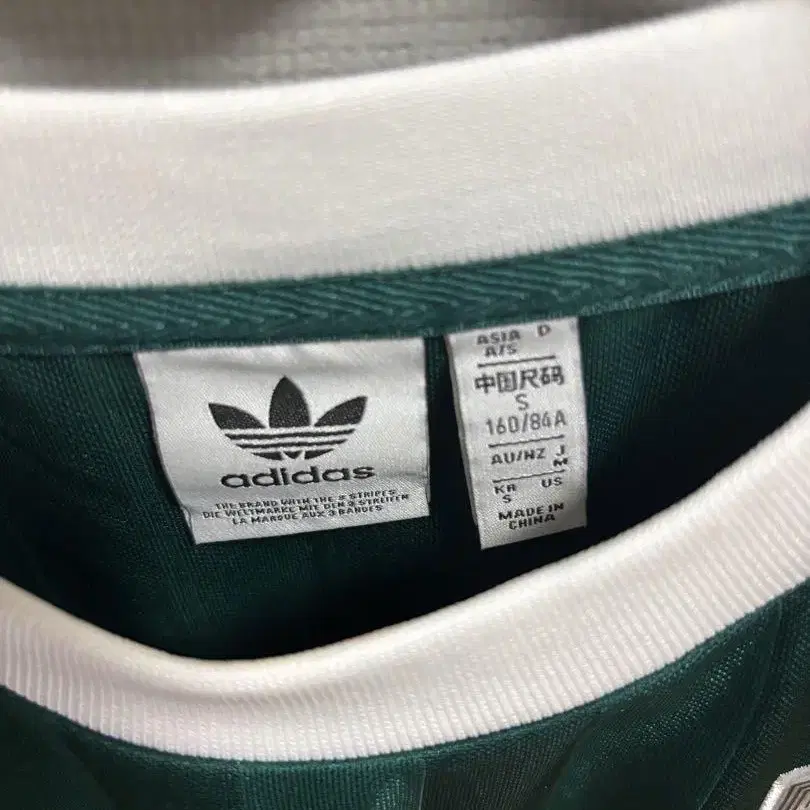 adidas
THE BRAND WITH THE 3 STRIPES
DIE WELTMARKE MIT DEN 3 STREIFEN
LA MARQUE AUX 3 BANDES
ASIA D
A/S
中国尺码
S
160/84A
AU/NZ J
M
KR US
S
MADE IN
CHINA